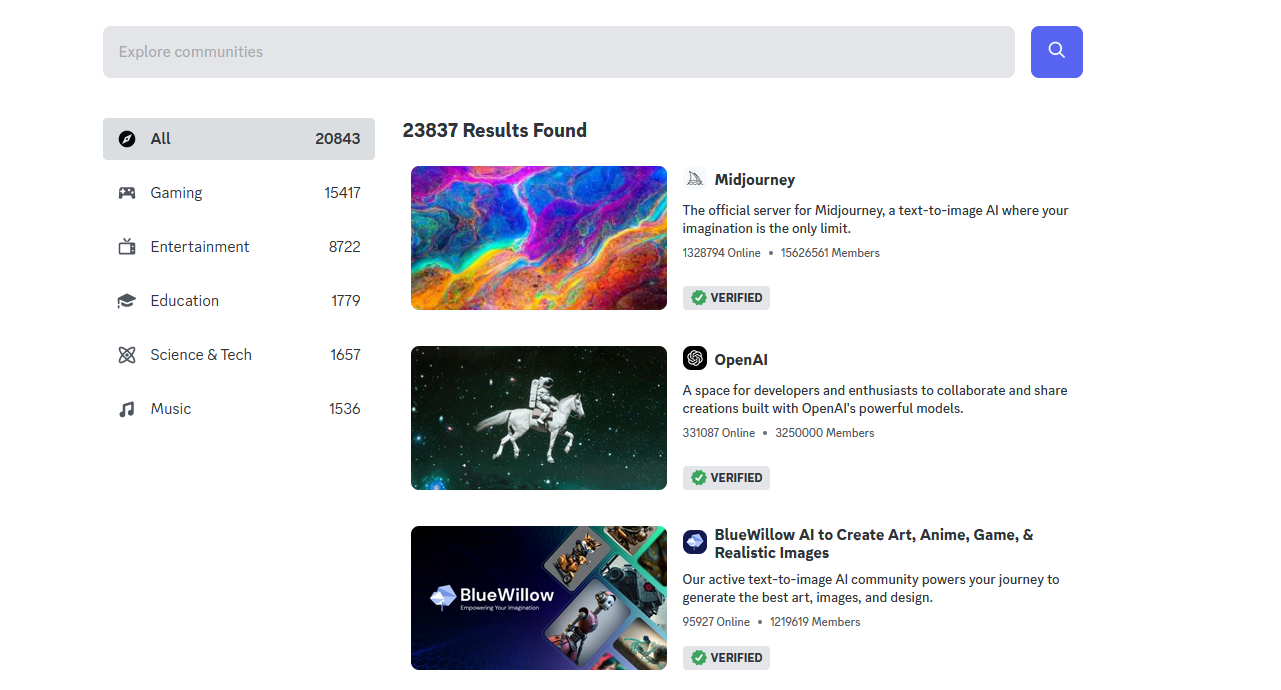 Explore communities
All 20843
Gaming 15417
Entertainment 8722
Education 1779
Science & Tech 1657
Music 1536
23837 Results Found
Midjourney
The official server for Midjourney, a text-to-image AI where your
imagination is the only limit.
1328794 Online • 15626561 Members
VERIFIED
OpenAI
A space for developers and enthusiasts to collaborate and share
creations built with OpenAI's powerful models.
331087 Online • 3250000 Members
VERIFIED
BlueWillow
Empowering Your Imagination
BlueWillow AI to Create Art, Anime, Game, &
Realistic Images
Our active text-to-image AI community powers your journey to
generate the best art, images, and design.
95927 Online • 1219619 Members
VERIFIED